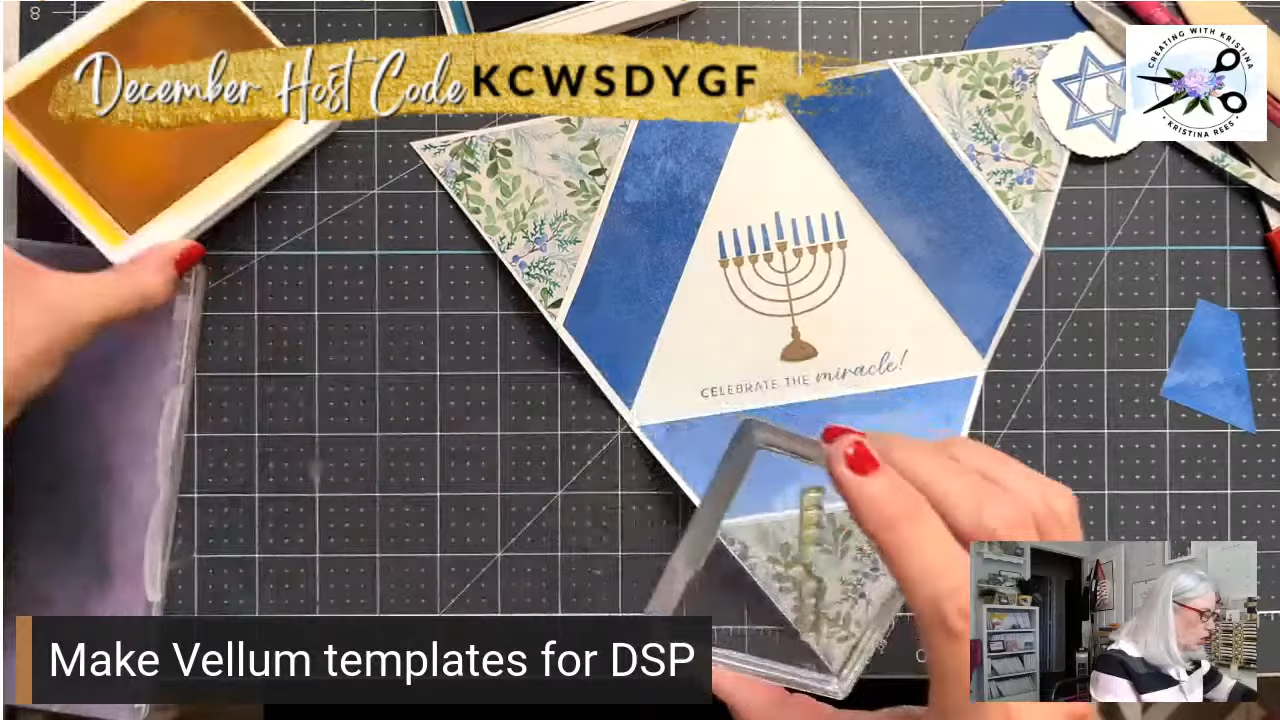 8
December Host Code KCWSDYGF
CREATING WITH KRISTINA
• KRISTINA REES •
CELEBRATE THE miracle!
Make Vellum templates for DSP